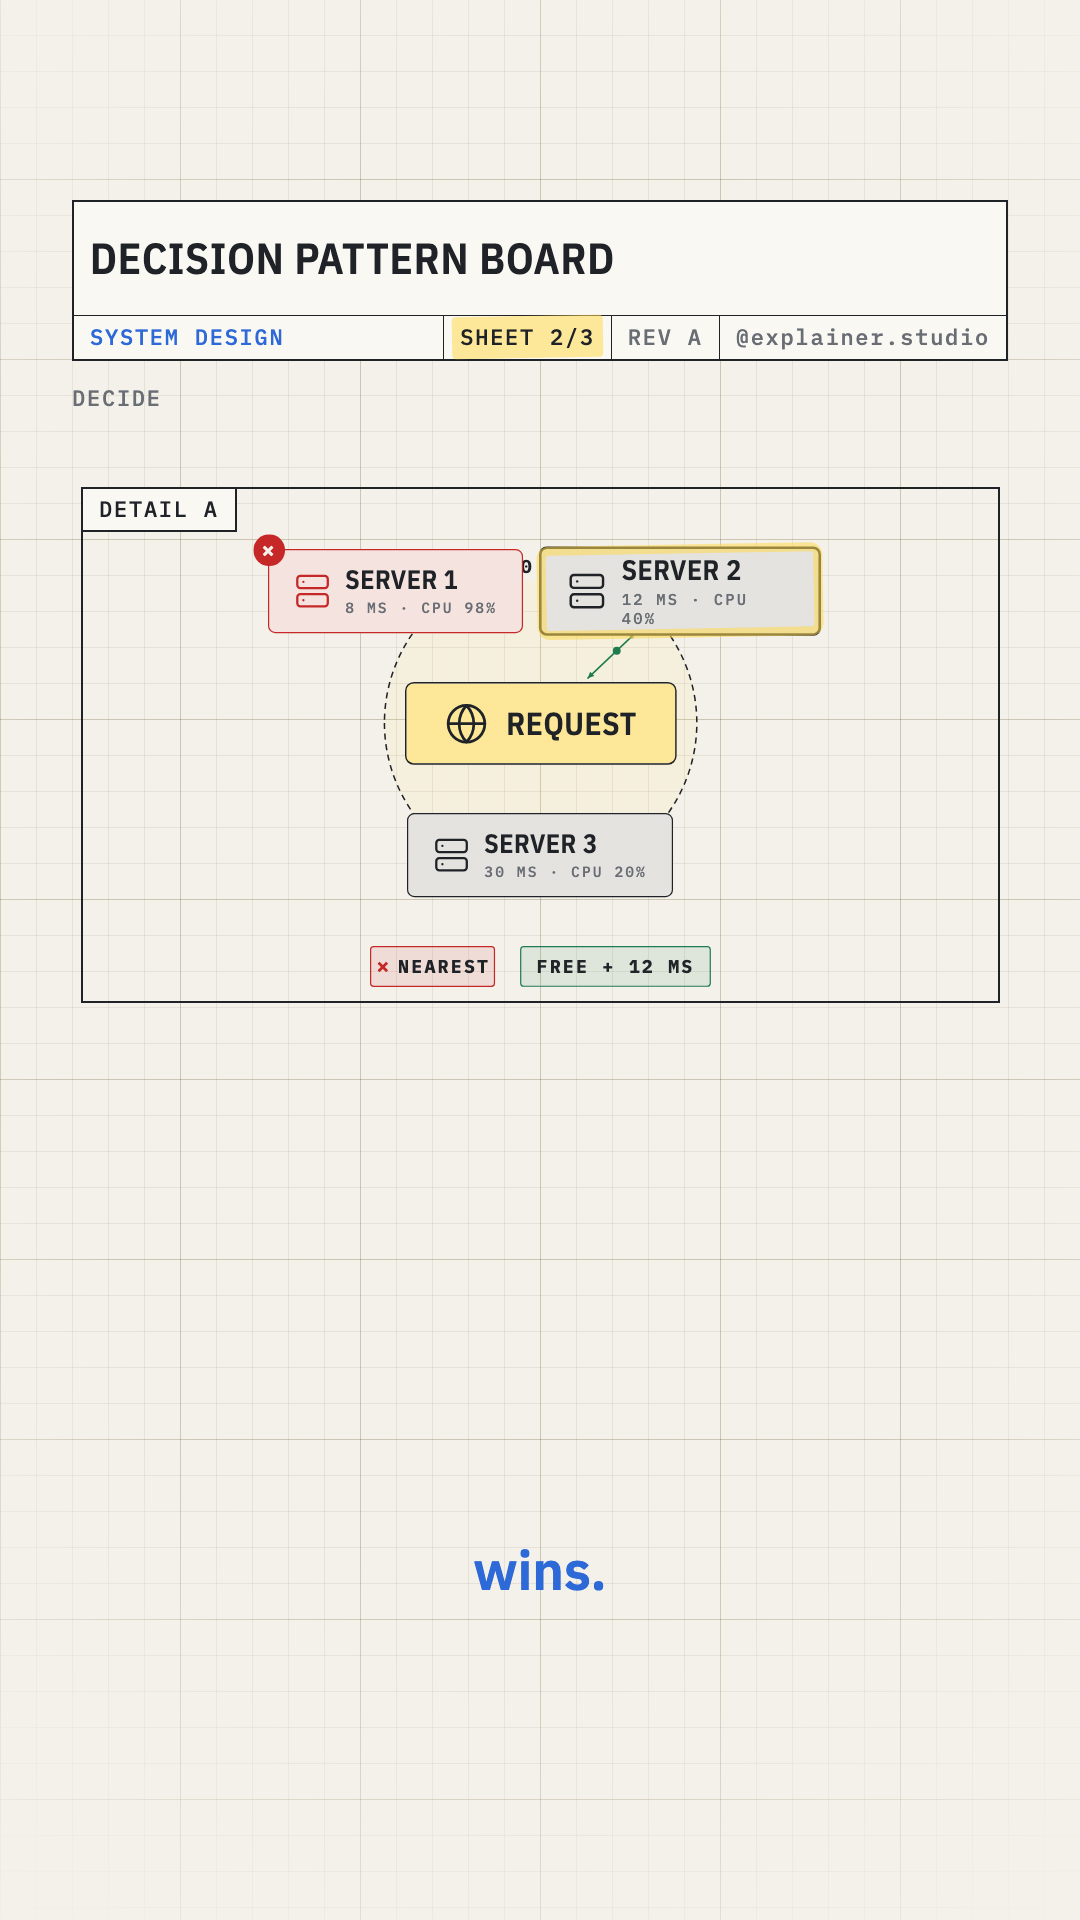 DECISION PATTERN BOARD
SYSTEM DESIGN
SHEET 2/3
REV A
@explainer.studio
DECIDE
DETAIL A
SERVER 1
8 MS · CPU 98%
SERVER 2
12 MS · CPU
40%
REQUEST
SERVER 3
30 MS · CPU 20%
× NEAREST
FREE + 12 MS
wins.